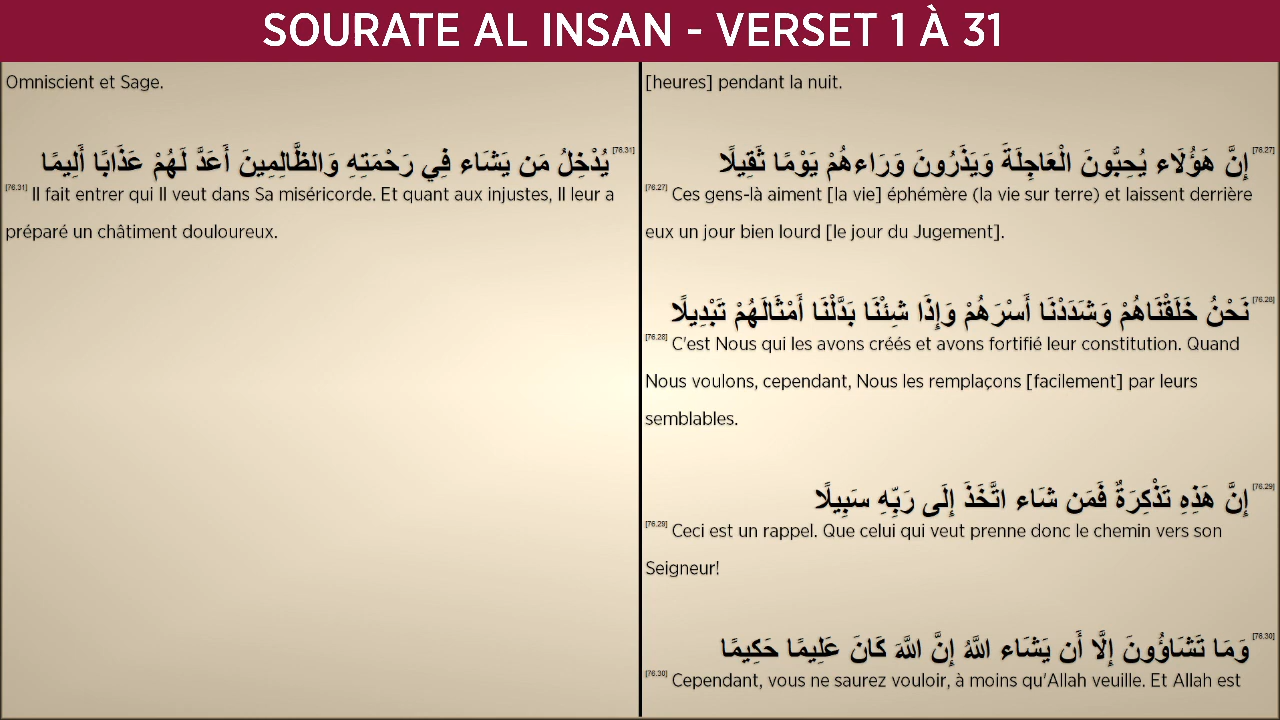 SOURATE AL INSAN - VERSET 1 À 31
[heures] pendant la nuit.
[76.27] إِنَّ هَؤُلَاء يُحِبُّونَ الْعَاجِلَةَ وَيَذَرُونَ وَرَاءهُمْ يَوْمًا ثَقِيلًا
[76.27] Ces gens-là aiment [la vie] éphémère (la vie sur terre) et laissent derrière
eux un jour bien lourd [le jour du Jugement].
[76.28] نَحْنُ خَلَقْنَاهُمْ وَشَدَدْنَا أَسْرَهُمْ وَإِذَا شِئْنَا بَدَّلْنَا أَمْثَالَهُمْ تَبْدِيلًا
[76.28] C'est Nous qui les avons créés et avons fortifié leur constitution. Quand
Nous voulons, cependant, Nous les remplaçons [facilement] par leurs
semblables.
[76.29] إِنَّ هَذِهِ تَذْكِرَةٌ فَمَن شَاء اتَّخَذَ إِلَى رَبِّهِ سَبِيلًا
[76.29] Ceci est un rappel. Que celui qui veut prenne donc le chemin vers son
Seigneur!
[76.30] وَمَا تَشَاؤُونَ إِلَّا أَن يَشَاء اللَّهُ إِنَّ اللَّهَ كَانَ عَلِيمًا حَكِيمًا
[76.30] Cependant, vous ne saurez vouloir, à moins qu'Allah veuille. Et Allah est
Omniscient et Sage.
[76.31] يُدْخِلُ مَن يَشَاء فِي رَحْمَتِهِ وَالظَّالِمِينَ أَعَدَّ لَهُمْ عَذَابًا أَلِيمًا
[76.31] Il fait entrer qui Il veut dans Sa miséricorde. Et quant aux injustes, Il leur a
préparé un châtiment douloureux.